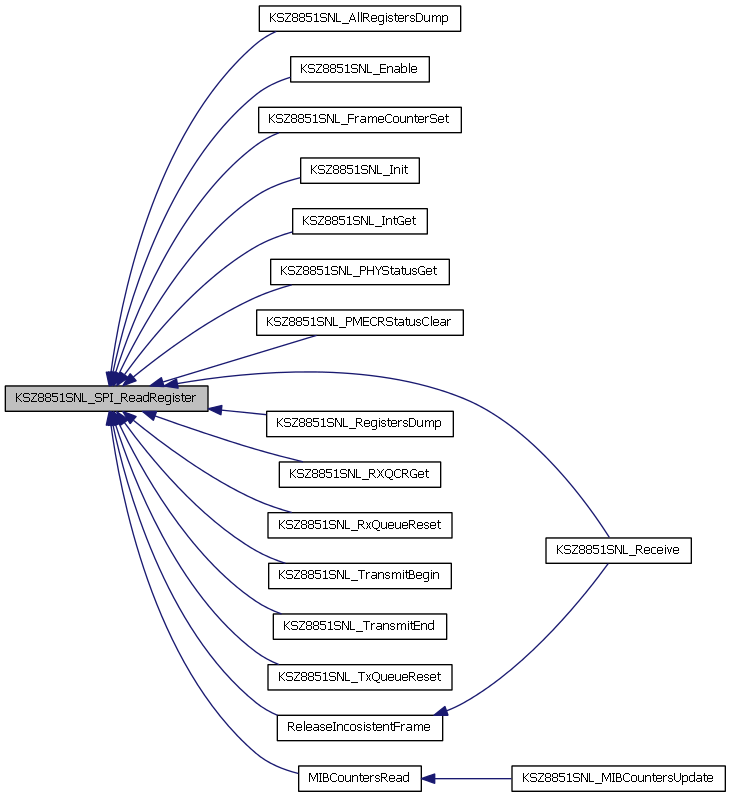 KSZ8851SNL_AllRegistersDump
KSZ8851SNL_Enable
KSZ8851SNL_FrameCounterSet
KSZ8851SNL_Init
KSZ8851SNL_IntGet
KSZ8851SNL_PHYStatusGet
KSZ8851SNL_PMECRStatusClear
KSZ8851SNL_SPI_ReadRegister
KSZ8851SNL_RegistersDump
KSZ8851SNL_RXQCRGet
KSZ8851SNL_RxQueueReset
KSZ8851SNL_Receive
KSZ8851SNL_TransmitBegin
KSZ8851SNL_TransmitEnd
KSZ8851SNL_TxQueueReset
ReleaseIncosistentFrame
MIBCountersRead
KSZ8851SNL_MIBCountersUpdate